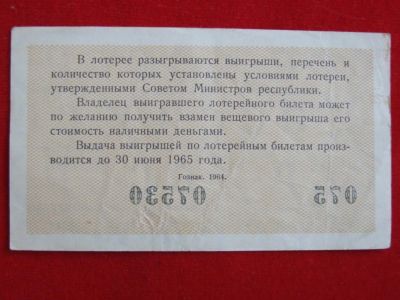 В лотерее разыгрываются выигрыши, перечень и
количество которых установлены условиями лотереи,
утвержденными Советом Министров республики.
Владелец выигравшего лотерейного билета может
по желанию получить взамен вещевого выигрыша его
стоимость наличными деньгами.
Выдача выигрышей по лотерейным билетам произ-
водится до 30 июня 1965 года.
Гознак. 1964.
07530 075